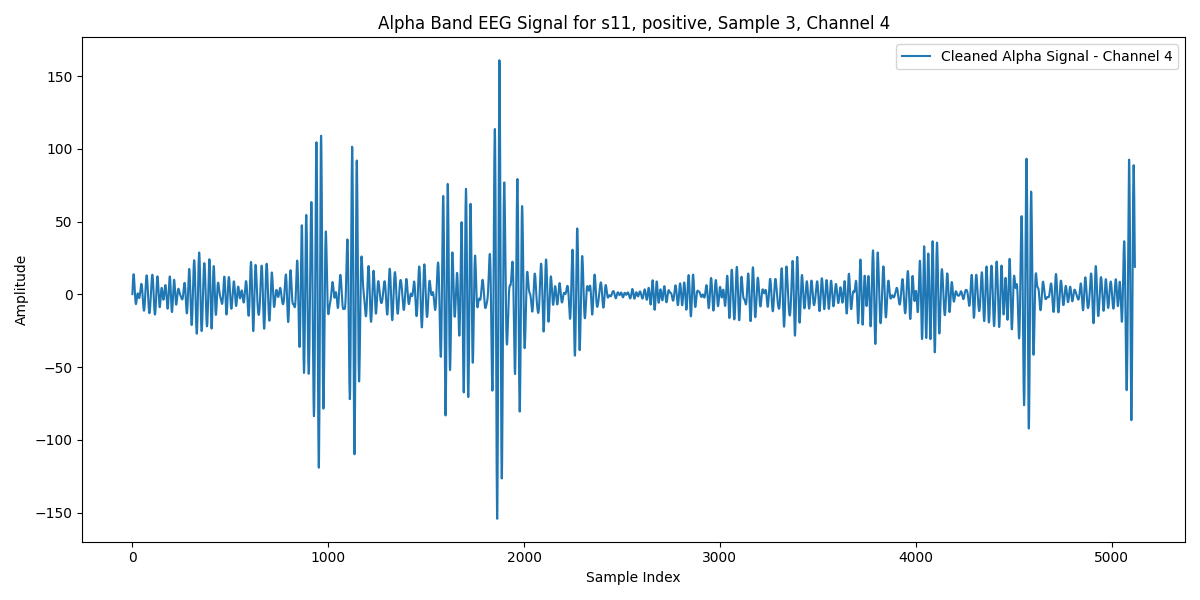 Alpha Band EEG Signal for s11, positive, Sample 3, Channel 4
Cleaned Alpha Signal - Channel 4
Amplitude
150
100
50
0
−50
−100
−150
0 1000 2000 3000 4000 5000
Sample Index